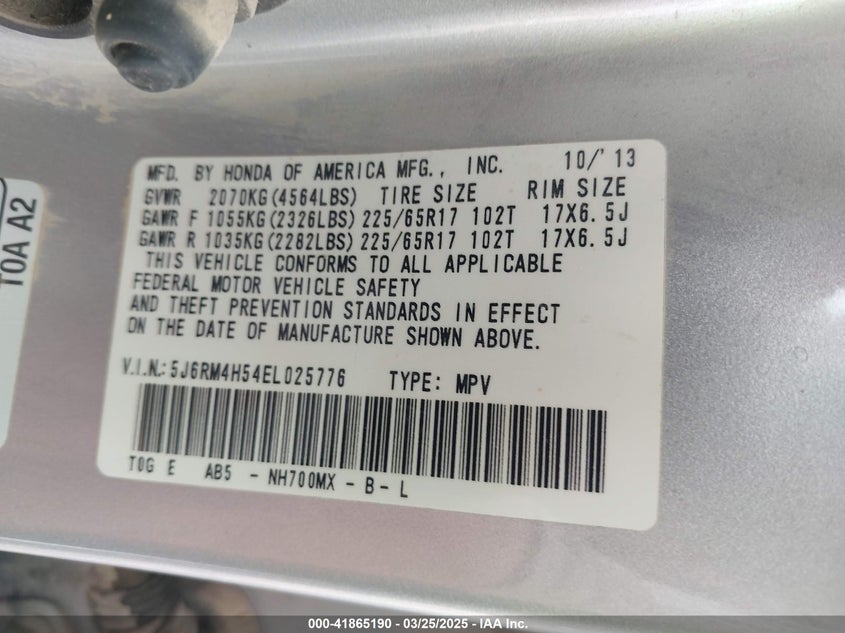 MFD. BY HONDA OF AMERICA MFG., INC. 10/'13
GVWR 2070KG(4564LBS) TIRE SIZE RIM SIZE
GAWR F 1055KG(2326LBS) 225/65R17 102T 17X6.5J
GAWR R 1035KG(2282LBS) 225/65R17 102T 17X6.5J
THIS VEHICLE CONFORMS TO ALL APPLICABLE
FEDERAL MOTOR VEHICLE SAFETY
AND THEFT PREVENTION STANDARDS IN EFFECT
ON THE DATE OF MANUFACTURE SHOWN ABOVE.
V.I.N.: 5J6RM4H54EL025776 TYPE: MPV
T0G E AB5 - NH700MX - B - L
T0A A2
000-41865190 - 03/25/2025 - IAA Inc.